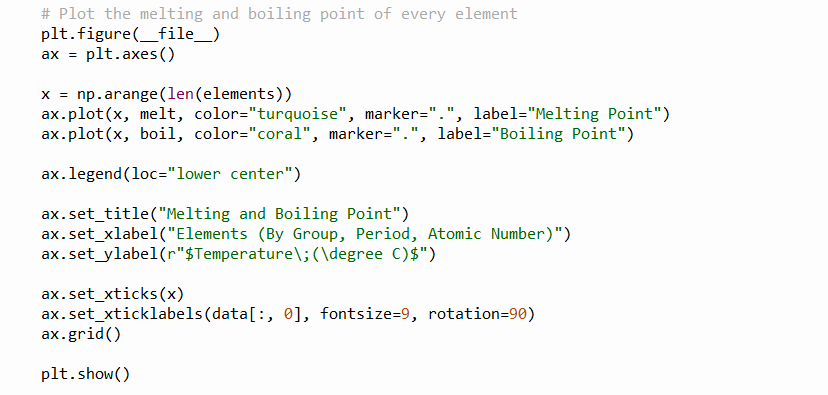 # Plot the melting and boiling point of every element
plt.figure(__file__)
ax = plt.axes()
x = np.arange(len(elements))
ax.plot(x, melt, color="turquoise", marker=".", label="Melting Point")
ax.plot(x, boil, color="coral", marker=".", label="Boiling Point")
ax.legend(loc="lower center")
ax.set_title("Melting and Boiling Point")
ax.set_xlabel("Elements (By Group, Period, Atomic Number)")
ax.set_ylabel(r"$Temperature\;(\degree C)$")
ax.set_xticks(x)
ax.set_xticklabels(data[:, 0], fontsize=9, rotation=90)
ax.grid()
plt.show()